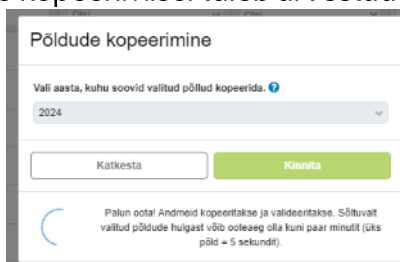 Põldude kopeerimine
Vali aasta, kuhu soovid valitud põllud kopeerida.
2024
Katkesta
Kinnita
Palun oota! Andmeid kopeeritakse ja valideeritakse. Sõltuvalt
valitud põldude hulgast võib ooteaeg olla kuni paar minutit (üks
põld = 5 sekundit).